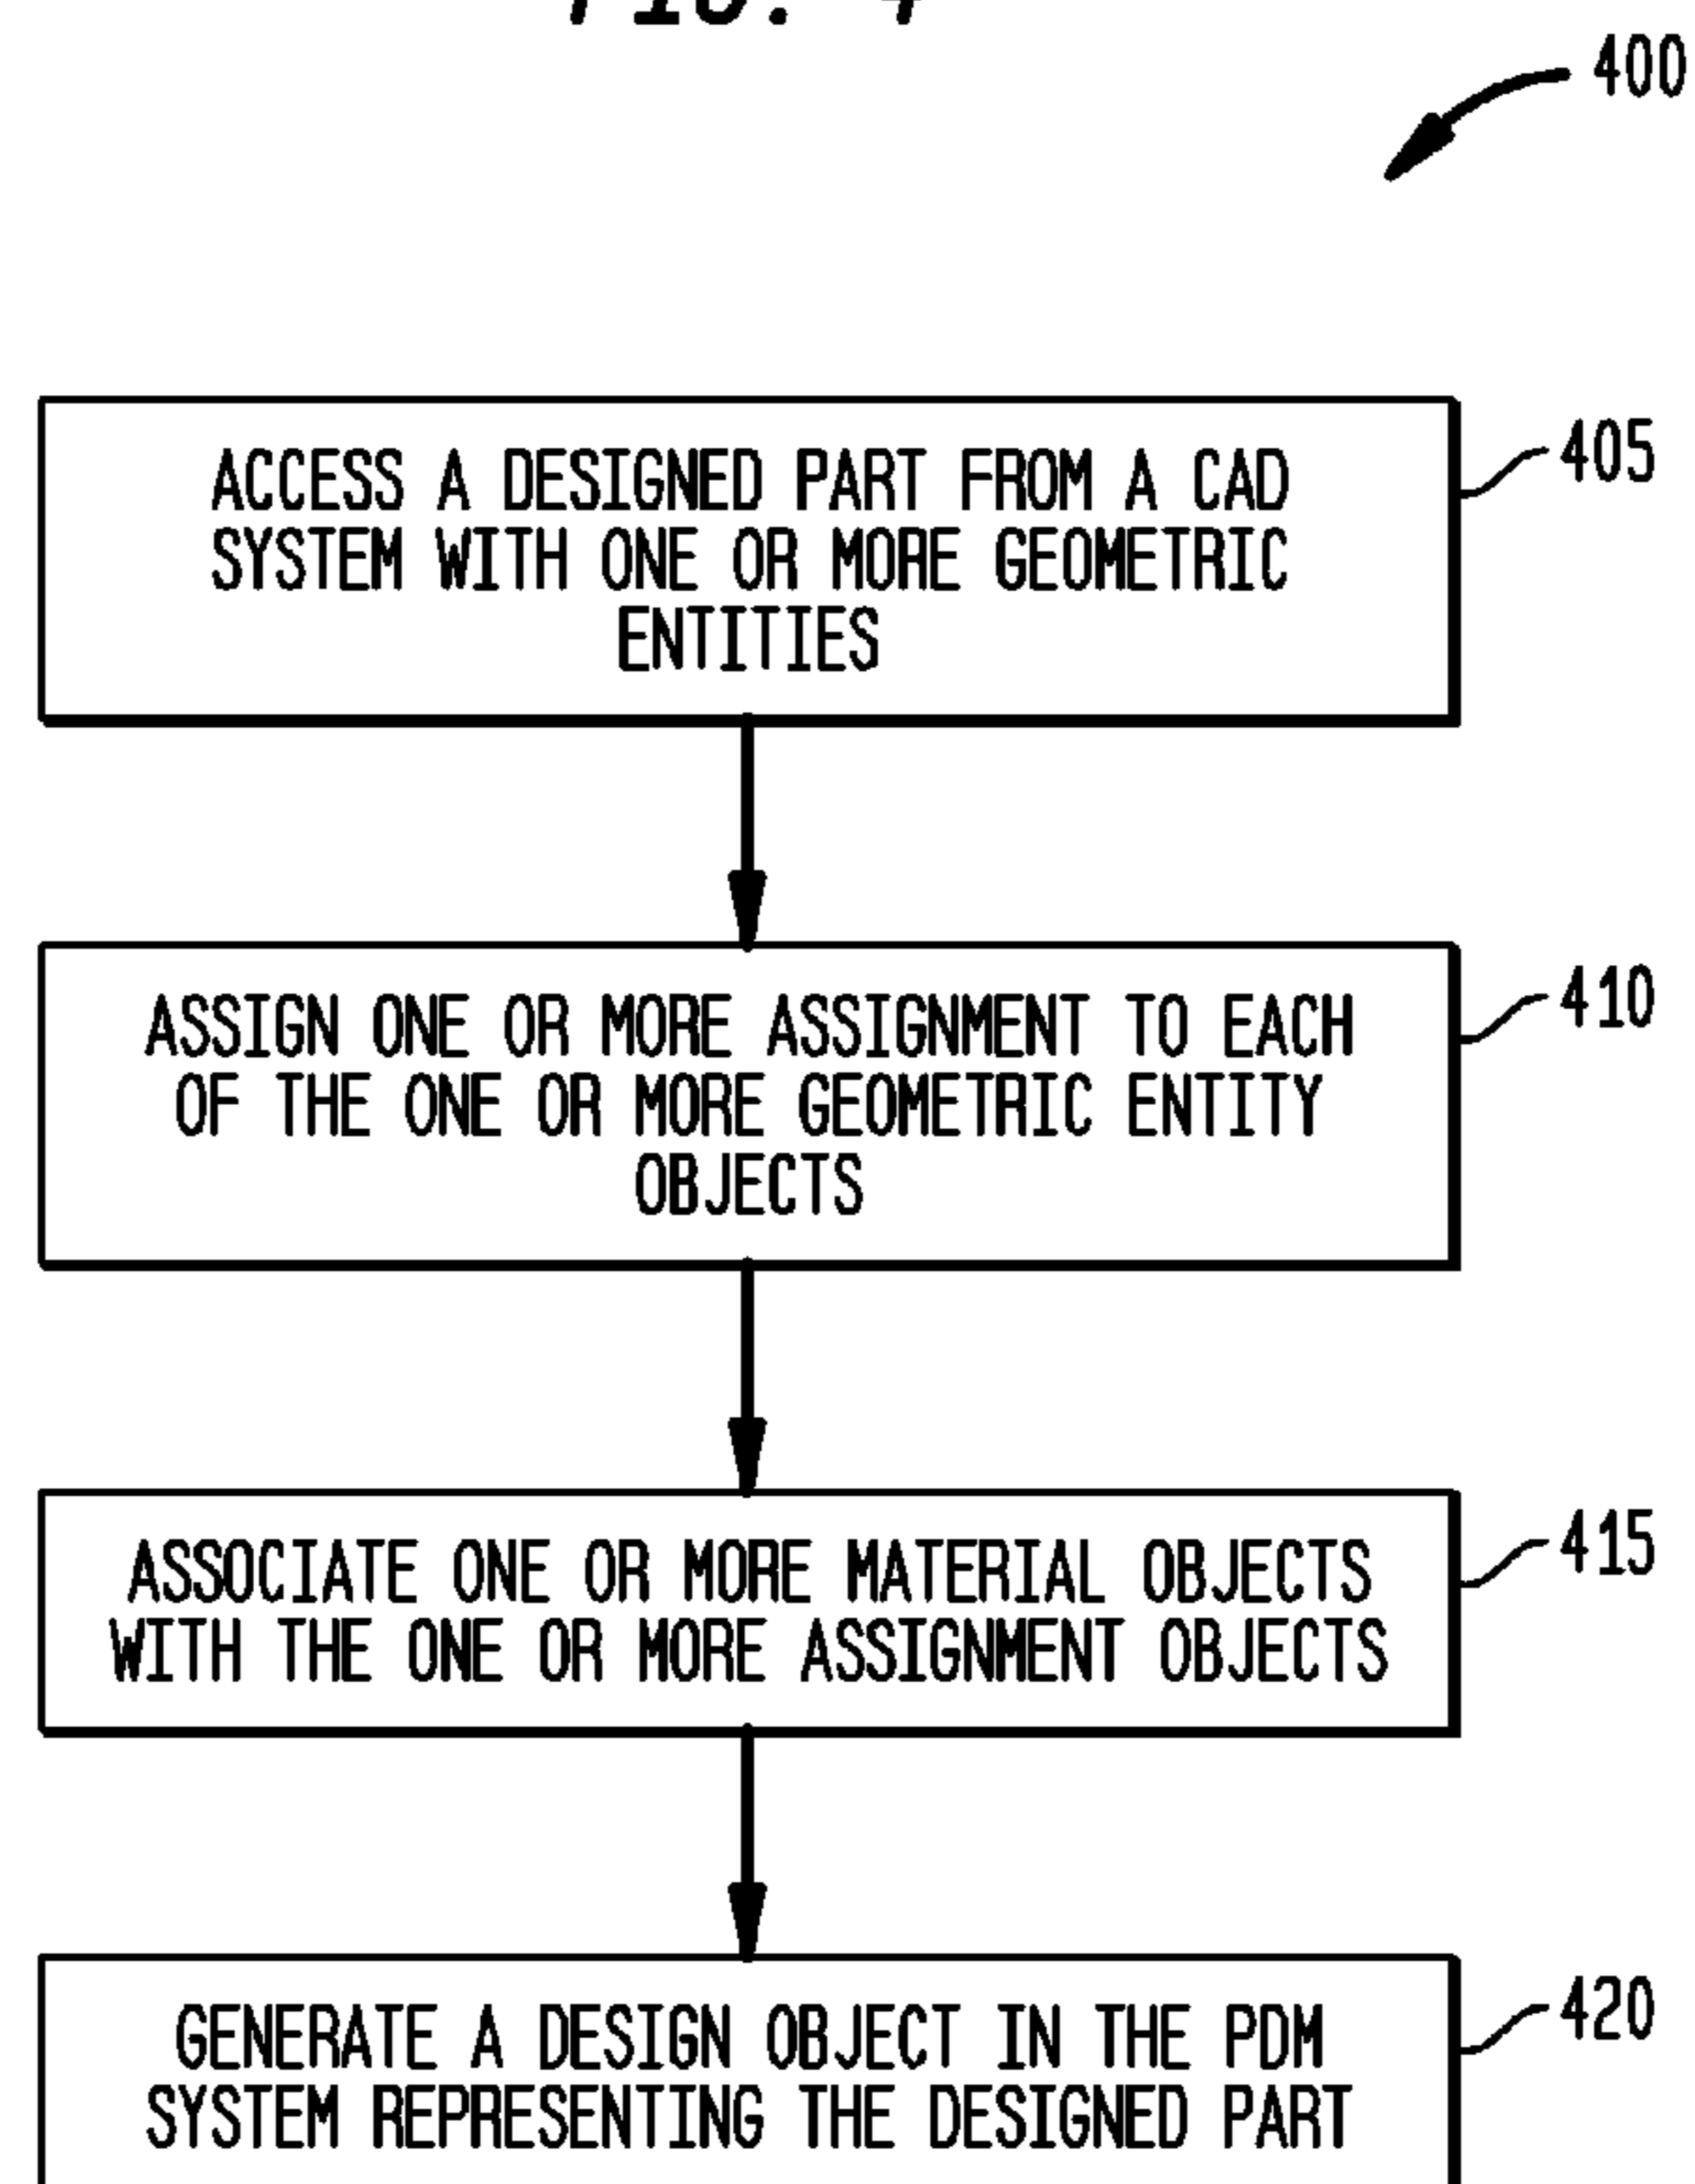 FIG. 4
400
ACCESS A DESIGNED PART FROM A CAD
SYSTEM WITH ONE OR MORE GEOMETRIC
ENTITIES
405
ASSIGN ONE OR MORE ASSIGNMENT TO EACH
OF THE ONE OR MORE GEOMETRIC ENTITY
OBJECTS
410
ASSOCIATE ONE OR MORE MATERIAL OBJECTS
WITH THE ONE OR MORE ASSIGNMENT OBJECTS
415
GENERATE A DESIGN OBJECT IN THE PDM
SYSTEM REPRESENTING THE DESIGNED PART
420